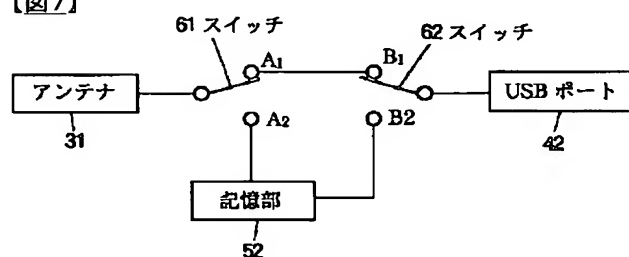 【図7】
61 スイッチ
62 スイッチ
A1
B1
アンテナ
USB ポート
31
A2
B2
42
記憶部
52